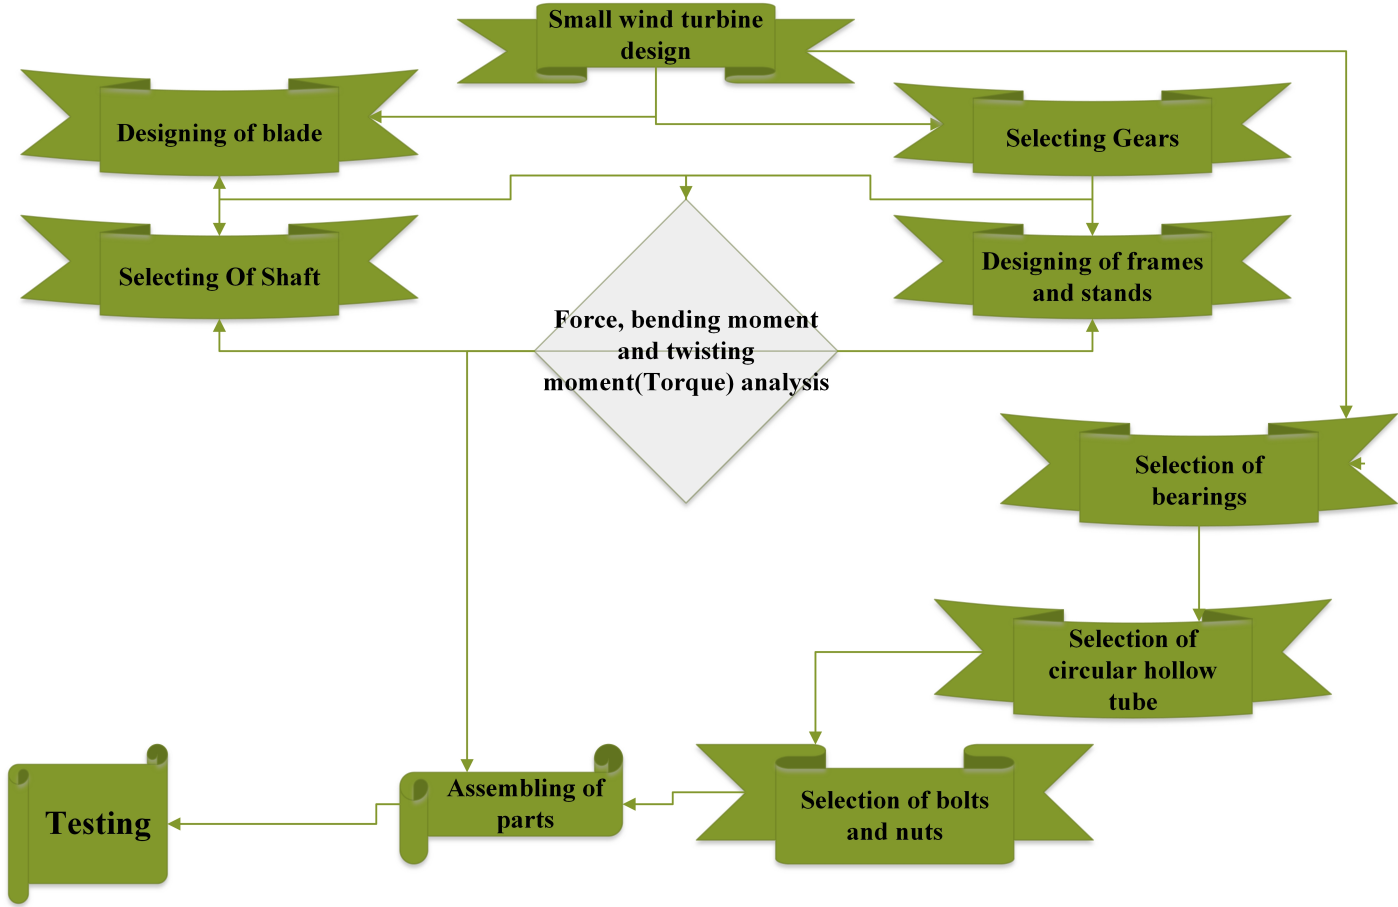 Small wind turbine
design
Designing of blade
Selecting Gears
Selecting Of Shaft
Designing of frames
and stands
Force, bending moment
and twisting
moment(Torque) analysis
Selection of
bearings
Selection of
circular hollow
tube
Selection of bolts
and nuts
Assembling of
parts
Testing